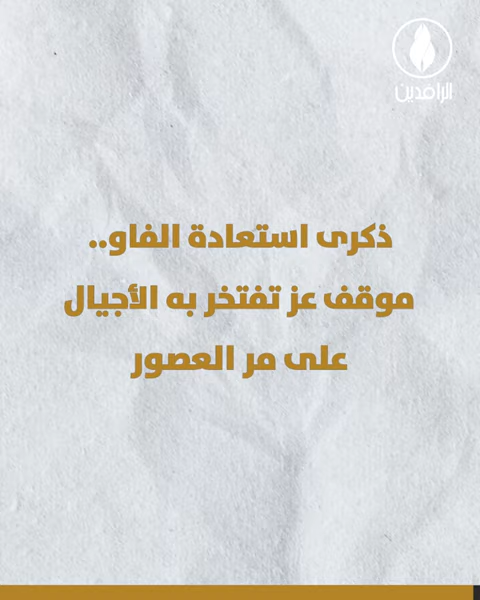 الرافدين
ذكرى استعادة الفاو..
موقف عز تفتخر به الأجيال
على مر العصور